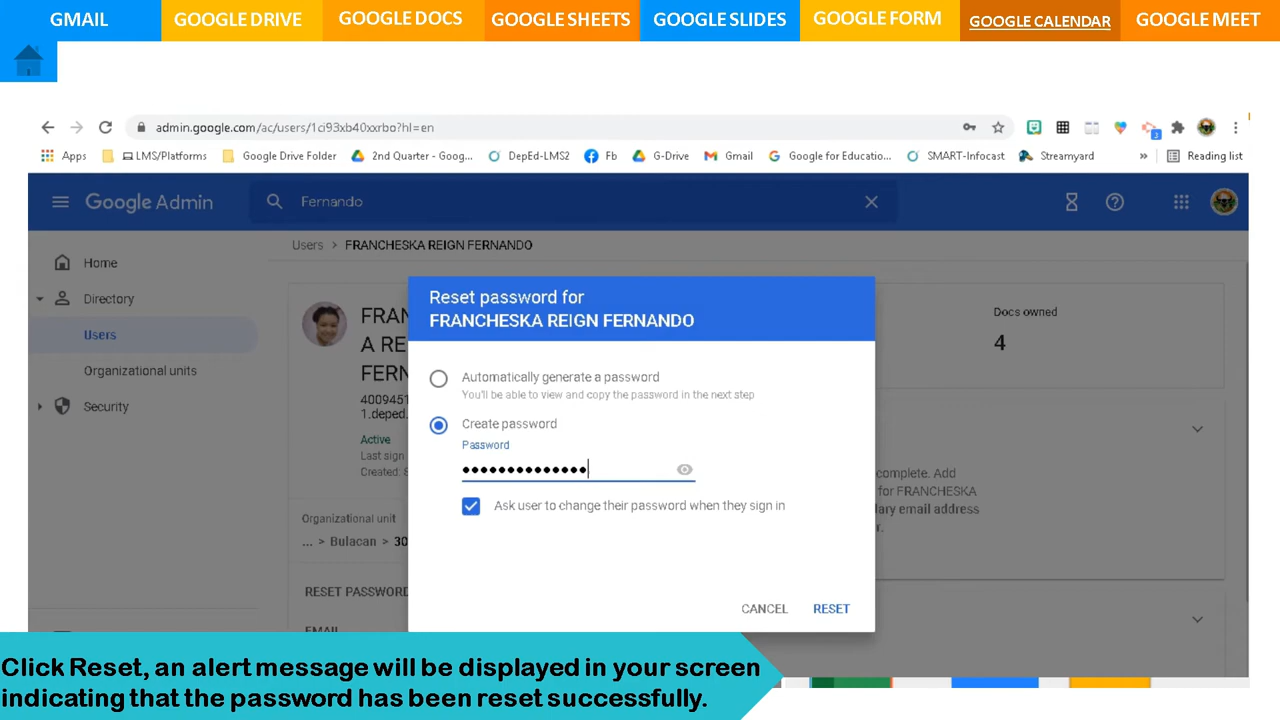 GMAIL
GOOGLE DRIVE
GOOGLE DOCS
GOOGLE SHEETS
GOOGLE SLIDES
GOOGLE FORM
GOOGLE CALENDAR
GOOGLE MEET
admin.google.com/ac/users/1ci93xb40xxrbo?hl=en
Apps
LMS/Platforms
Google Drive Folder
2nd Quarter - Goog...
DepEd-LMS2
Fb
G-Drive
Gmail
Google for Educatio...
SMART-Infocast
Streamyard
»
Reading list
Google Admin
Fernando
Home
Directory
Users
Organizational units
Security
Users > FRANCHESKA REIGN FERNANDO
FRAN
A RE
FERN
4009451
1.deped.
Active
Last sign
Created: S
Organizational unit
... > Bulacan > 30
RESET PASSWORD
EMAIL
Reset password for
FRANCHESKA REIGN FERNANDO
Automatically generate a password
You'll be able to view and copy the password in the next step
Create password
Password
••••••••••••••
Ask user to change their password when they sign in
CANCEL
RESET
Docs owned
4
complete. Add
for FRANCHESKA
lary email address
r.
Click Reset, an alert message will be displayed in your screen
indicating that the password has been reset successfully.